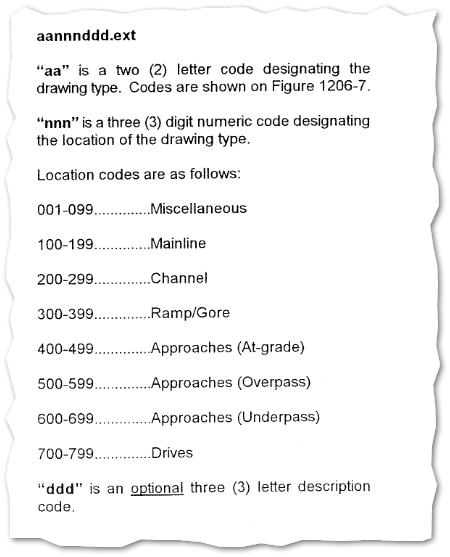 aannnddd.ext
“aa” is a two (2) letter code designating the
drawing type. Codes are shown on Figure 1206-7.
“nnn” is a three (3) digit numeric code designating
the location of the drawing type.
Location codes are as follows:
001-099..............Miscellaneous
100-199..............Mainline
200-299..............Channel
300-399..............Ramp/Gore
400-499..............Approaches (At-grade)
500-599..............Approaches (Overpass)
600-699..............Approaches (Underpass)
700-799..............Drives
“ddd” is an optional three (3) letter description
code.